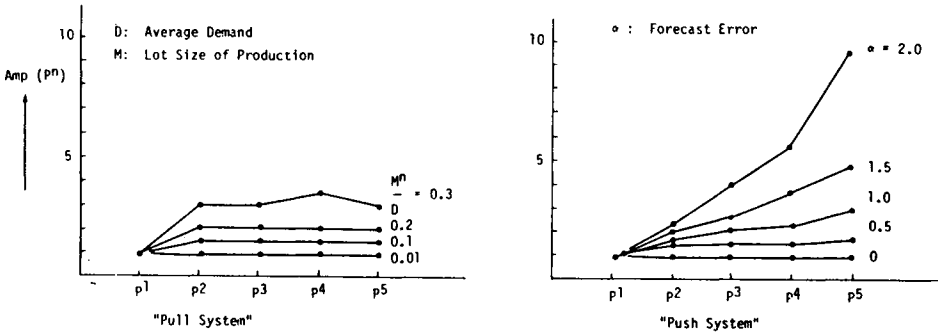 D: Average Demand
M: Lot Size of Production
10
Amp (Pⁿ)
5
Mⁿ
— = 0.3
D
0.2
0.1
0.01
p1 p2 p3 p4 p5
"Pull System"
α : Forecast Error
10
α = 2.0
5
1.5
1.0
0.5
0
p1 p2 p3 p4 p5
"Push System"